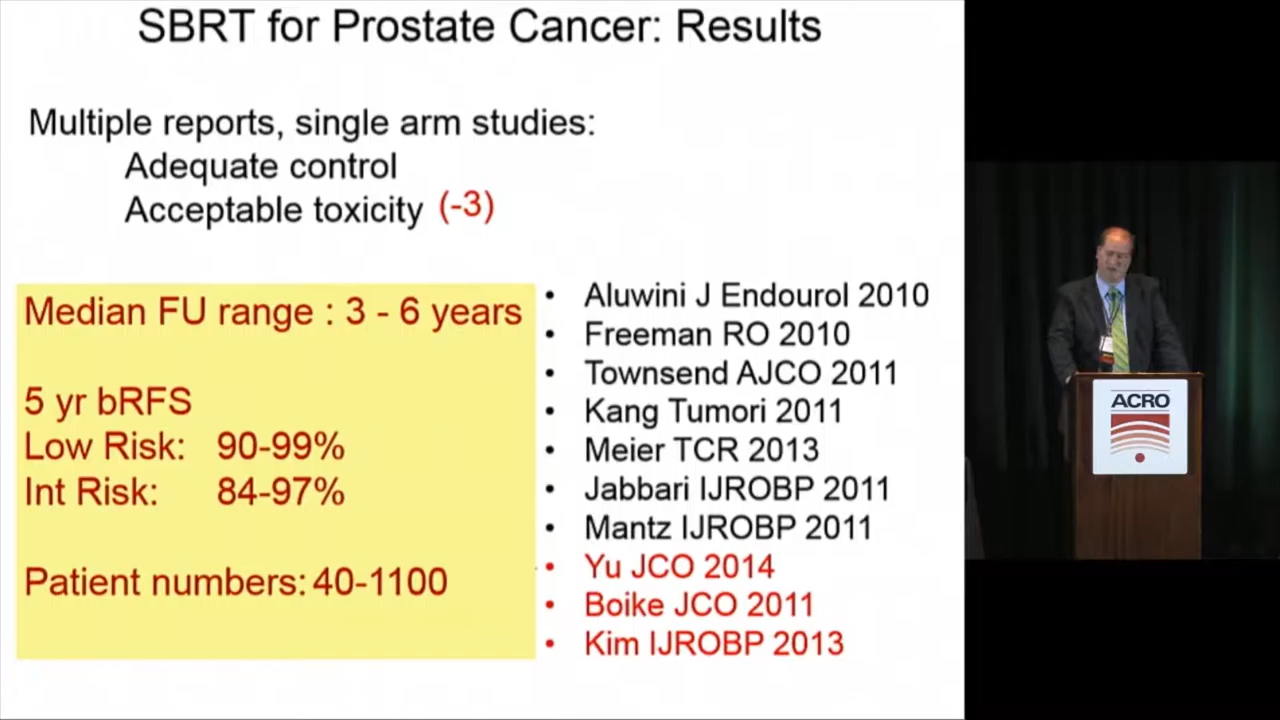 SBRT for Prostate Cancer: Results
Multiple reports, single arm studies:
Adequate control
Acceptable toxicity (-3)
Median FU range : 3 - 6 years
5 yr bRFS
Low Risk: 90-99%
Int Risk: 84-97%
Patient numbers: 40-1100
• Aluwini J Endourol 2010
• Freeman RO 2010
• Townsend AJCO 2011
• Kang Tumori 2011
• Meier TCR 2013
• Jabbari IJROBP 2011
• Mantz IJROBP 2011
• Yu JCO 2014
• Boike JCO 2011
• Kim IJROBP 2013
ACRO